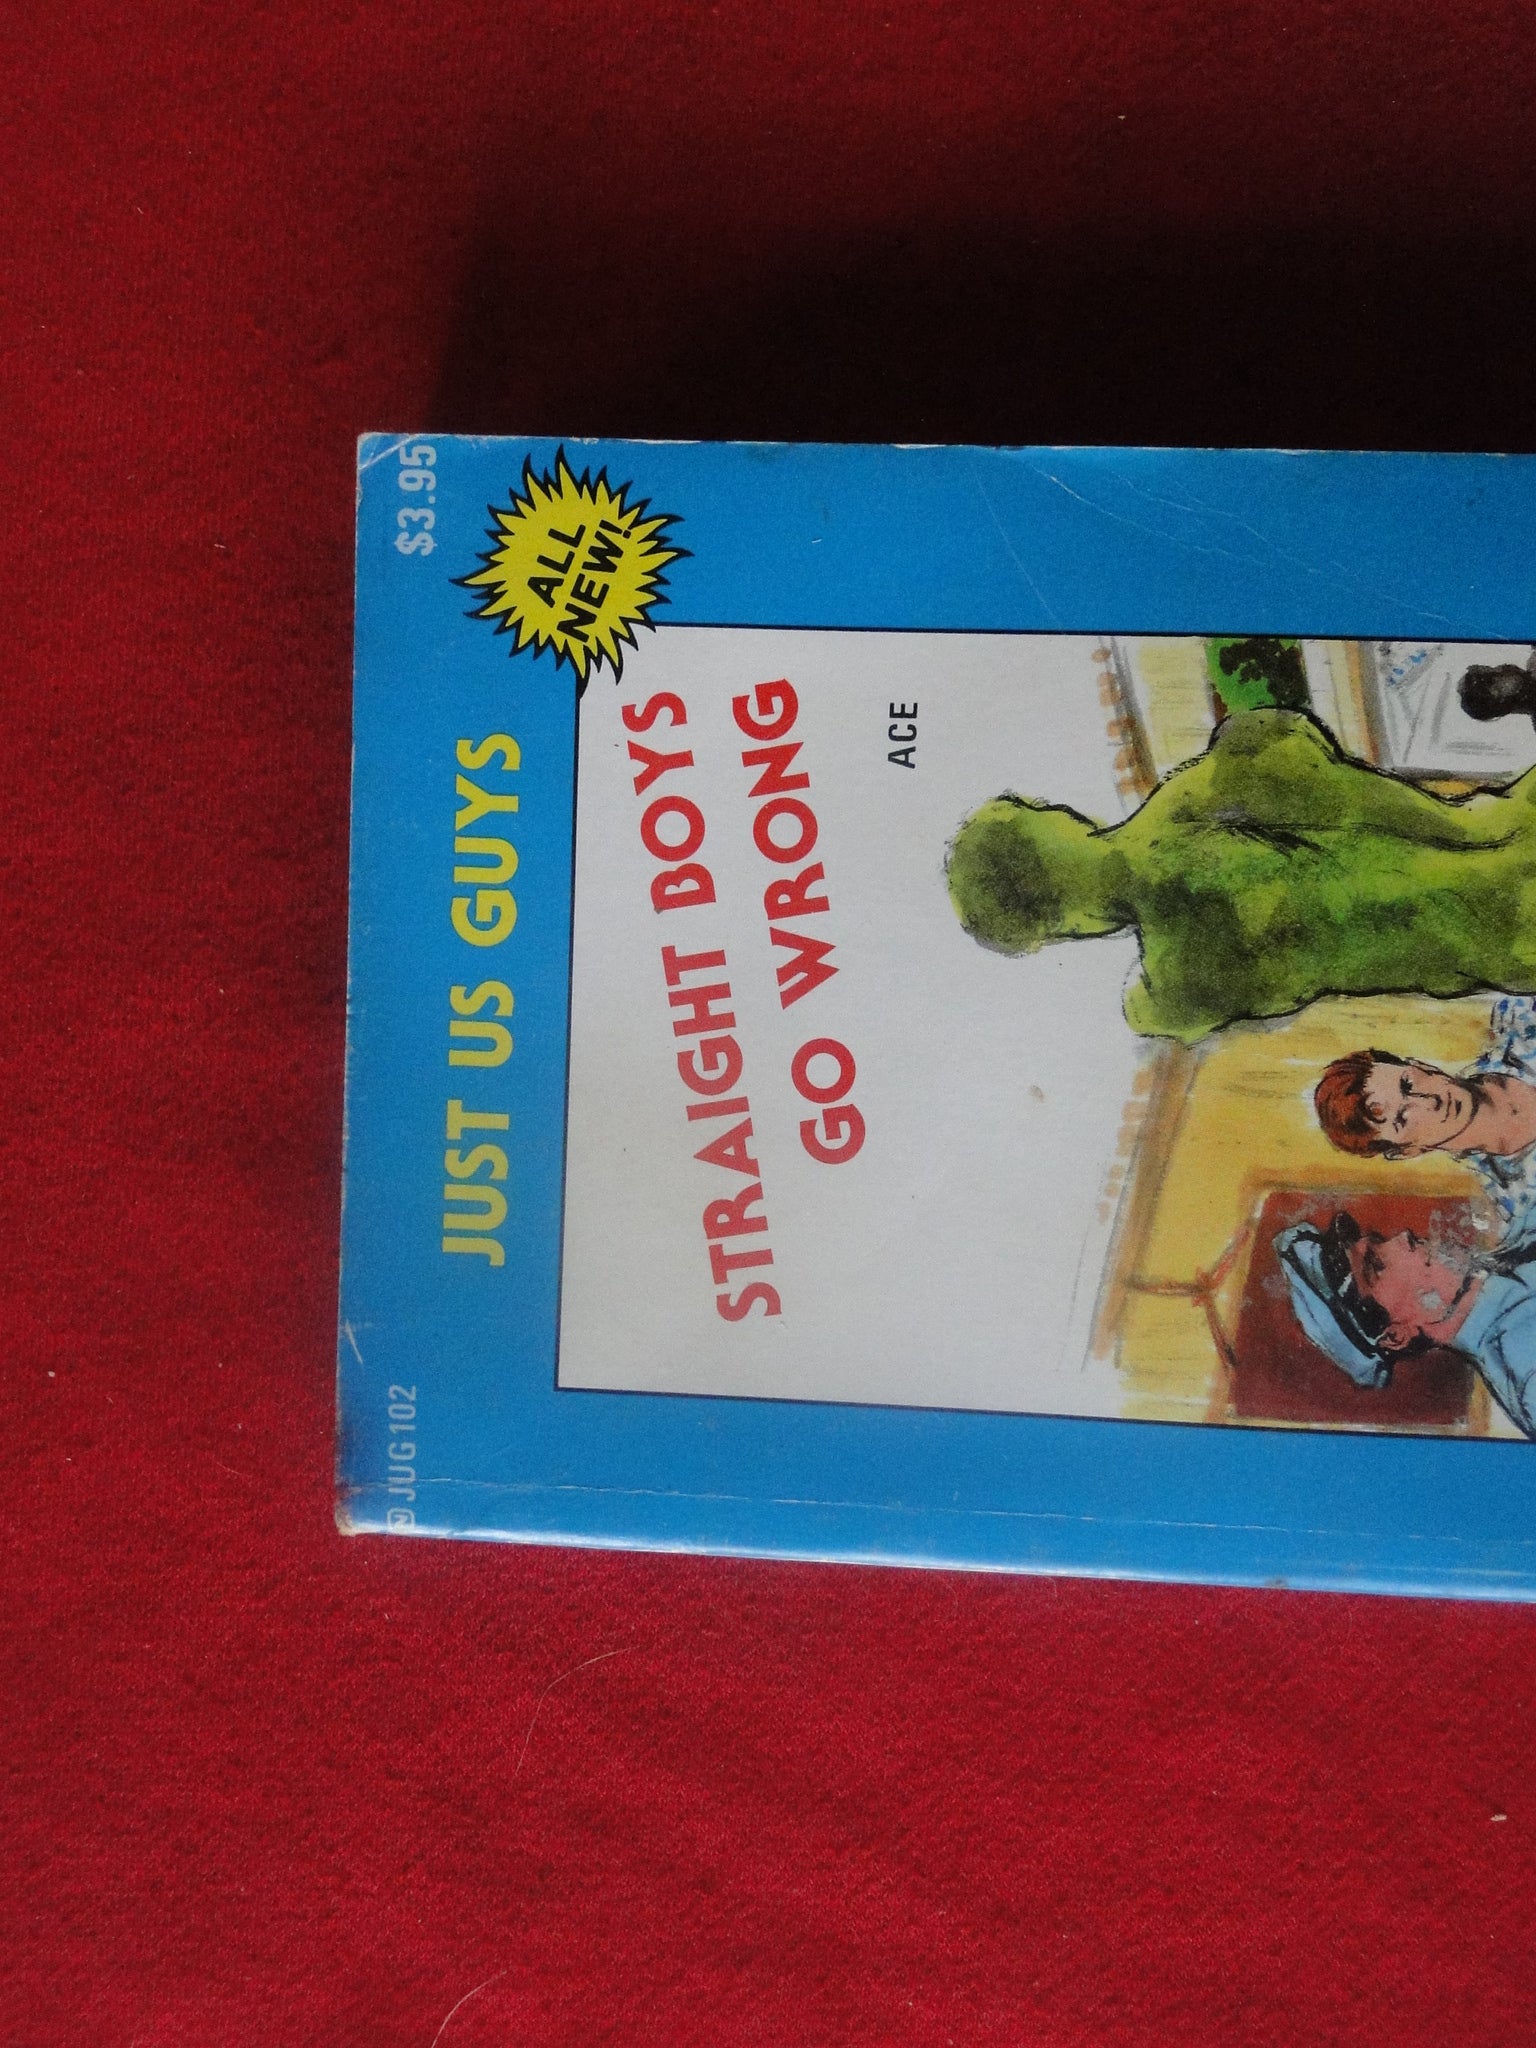 JUG102
$3.95
JUST US GUYS
ALL
NEW!
STRAIGHT BOYS
GO WRONG
ACE